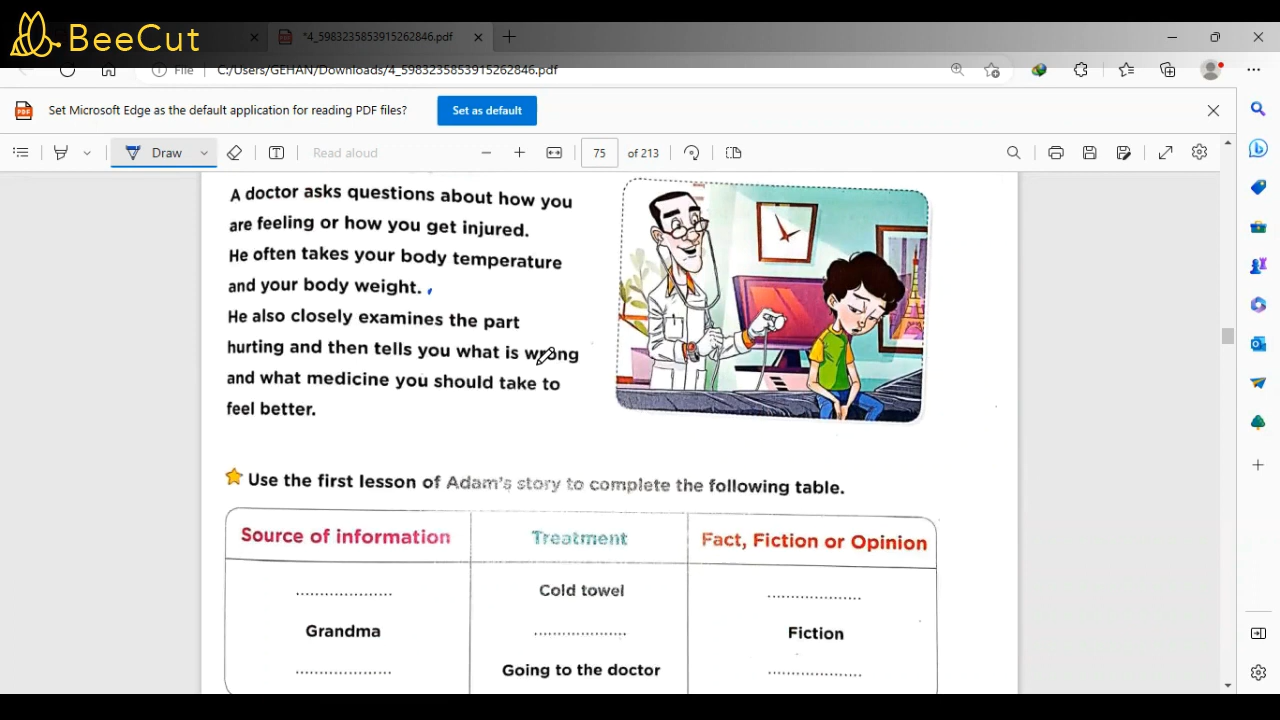 BeeCut
*4_5983235853915262846.pdf
File C:/Users/GEHAN/Downloads/4_5983235853915262846.pdf
Set Microsoft Edge as the default application for reading PDF files? Set as default
Draw Read aloud 75 of 213
A doctor asks questions about how you
are feeling or how you get injured.
He often takes your body temperature
and your body weight.
He also closely examines the part
hurting and then tells you what is wrong
and what medicine you should take to
feel better.
Use the first lesson of Adam's story to complete the following table.
Source of information Treatment Fact, Fiction or Opinion
.................... Cold towel ....................
Grandma .................... Fiction
.................... Going to the doctor ....................